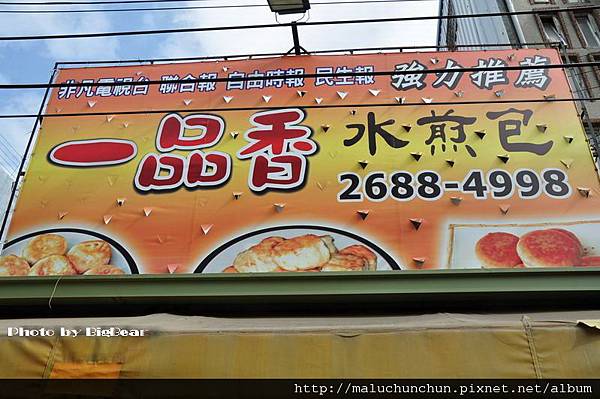 非凡電視台 聯合報 自由時報 民生報 強力推薦
一品香 水煎包
2688-4998
Photo by BigBear
http://maluchunchun.pixnet.net/album